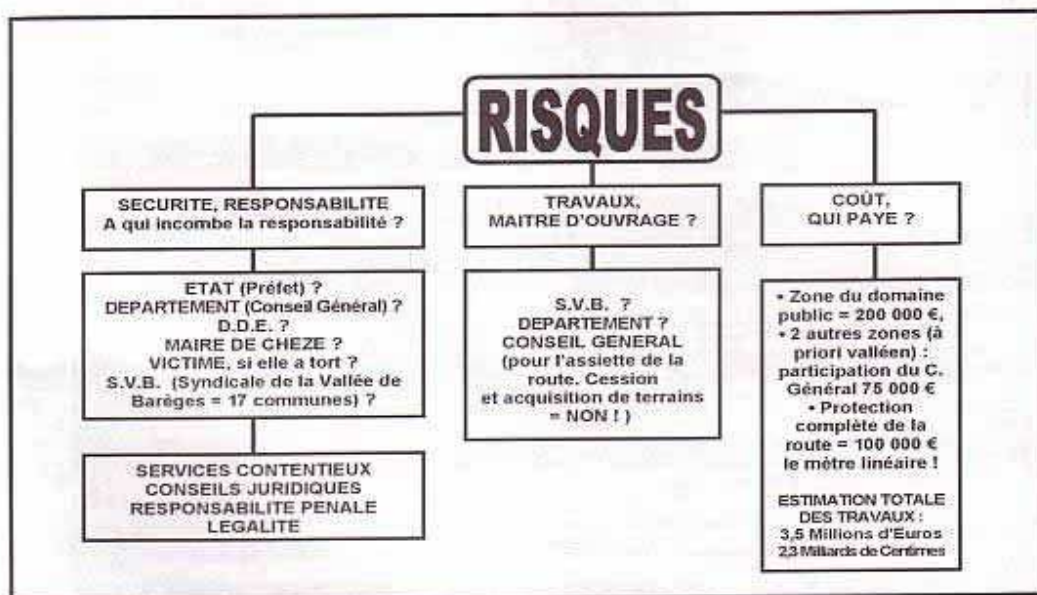 RISQUES
SECURITE, RESPONSABILITE
A qui incombe la responsabilité ?
ETAT (Préfet) ?
DEPARTEMENT (Conseil Général) ?
D.D.E. ?
MAIRE DE CHEZE ?
VICTIME, si elle a tort ?
S.V.B. (Syndicale de la Vallée de
Barèges = 17 communes) ?
SERVICES CONTENTIEUX
CONSEILS JURIDIQUES
RESPONSABILITE PENALE
LEGALITE
TRAVAUX,
MAITRE D'OUVRAGE ?
S.V.B. ?
DEPARTEMENT ?
CONSEIL GENERAL
(pour l'assiette de la
route. Cession
et acquisition de terrains
= NON ! )
COÛT,
QUI PAYE ?
• Zone du domaine
public = 200 000 €,
• 2 autres zones (à
priori valléen) :
participation du C.
Général 75 000 €
• Protection
complète de la
route = 100 000 €
le mètre linéaire !
ESTIMATION TOTALE
DES TRAVAUX :
3,5 Millions d'Euros
2,3 Milliards de Centimes